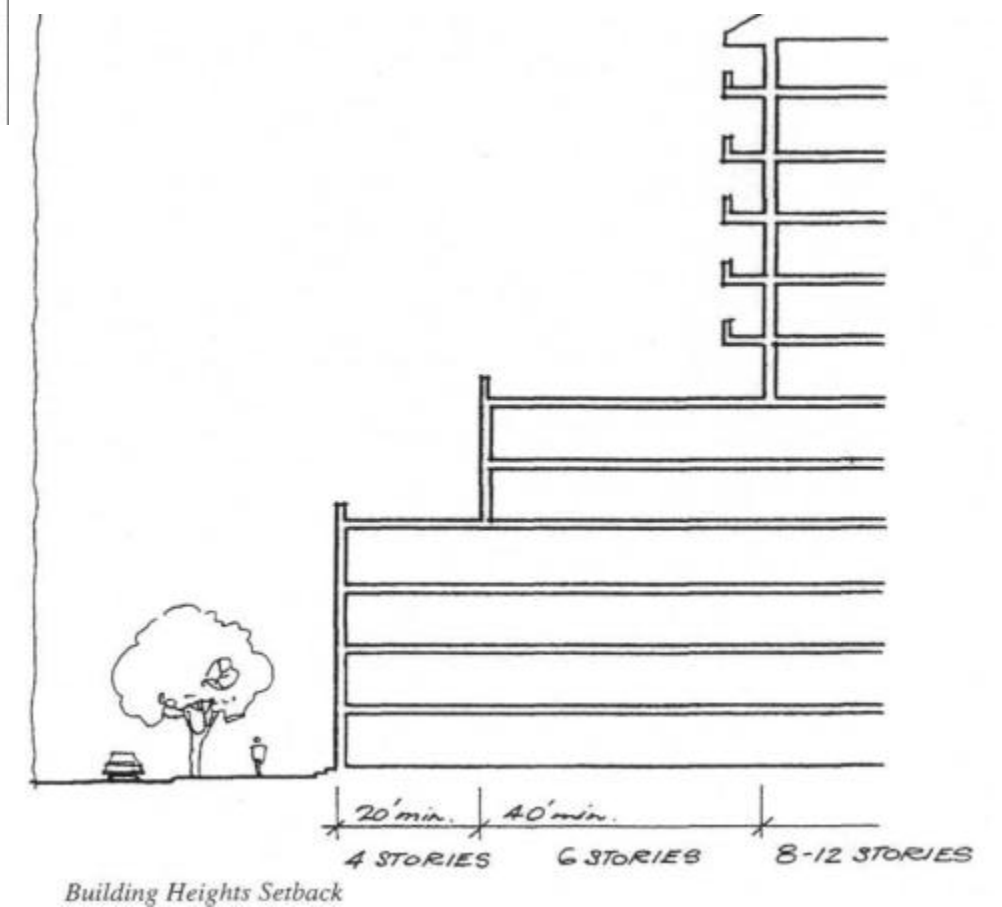 20' min. 40' min.
4 STORIES 6 STORIES 8-12 STORIES
Building Heights Setback